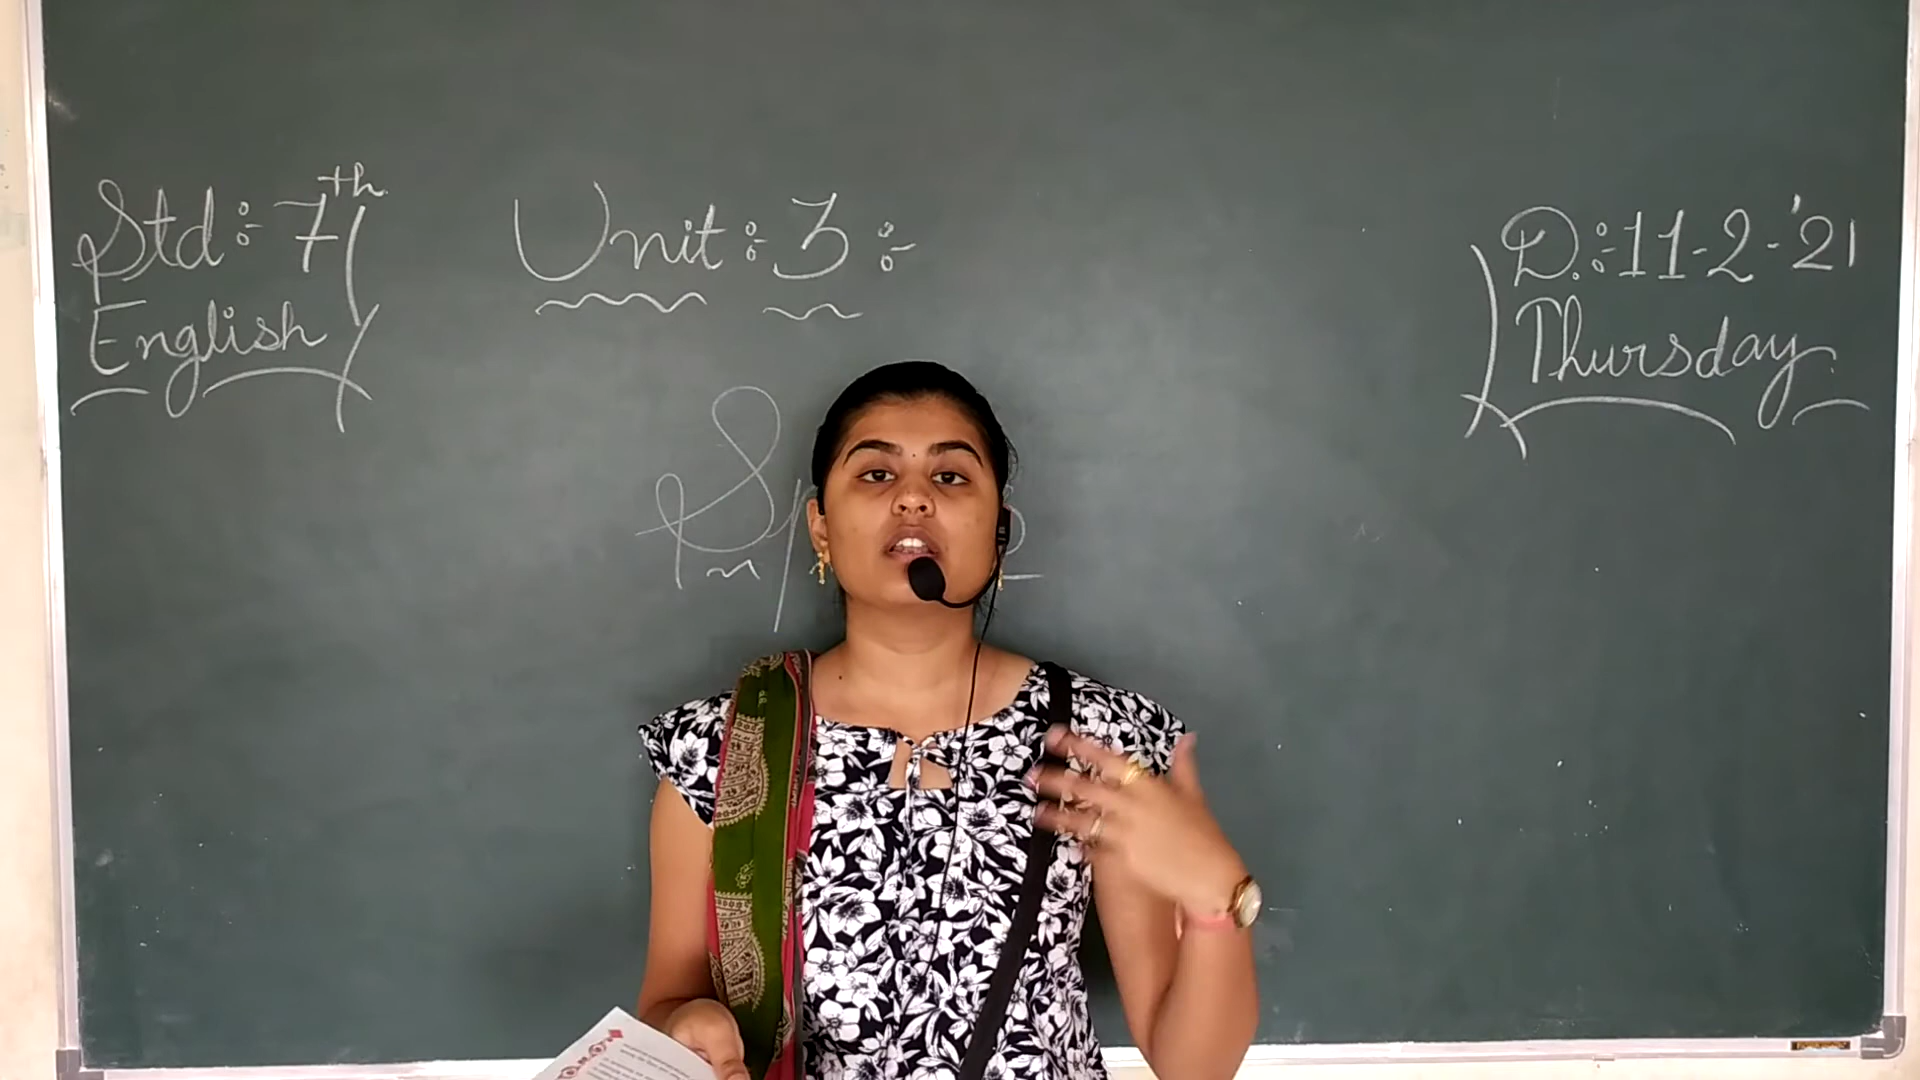 Std :- 7th
English
Unit :- 3 :-
D. :- 11-2-'21
Thursday